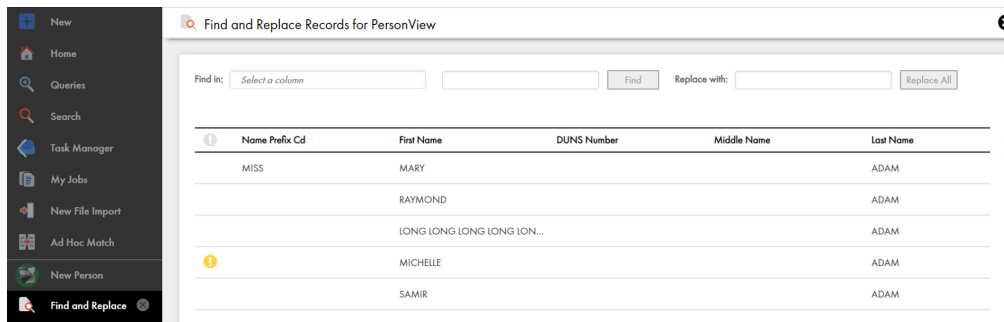 New
Home
Queries
Search
Task Manager
My Jobs
New File Import
Ad Hoc Match
New Person
Find and Replace
Find and Replace Records for PersonView
Find in: Select a column Find Replace with: Replace All
Name Prefix Cd First Name DUNS Number Middle Name Last Name
MISS MARY ADAM
RAYMOND ADAM
LONG LONG LONG LONG LON... ADAM
MICHELLE ADAM
SAMIR ADAM